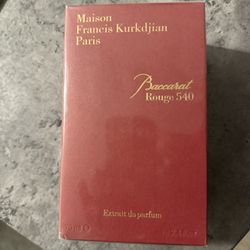 Maison
Francis Kurkdjian
Paris
Baccarat
Rouge 540
Extrait de parfum